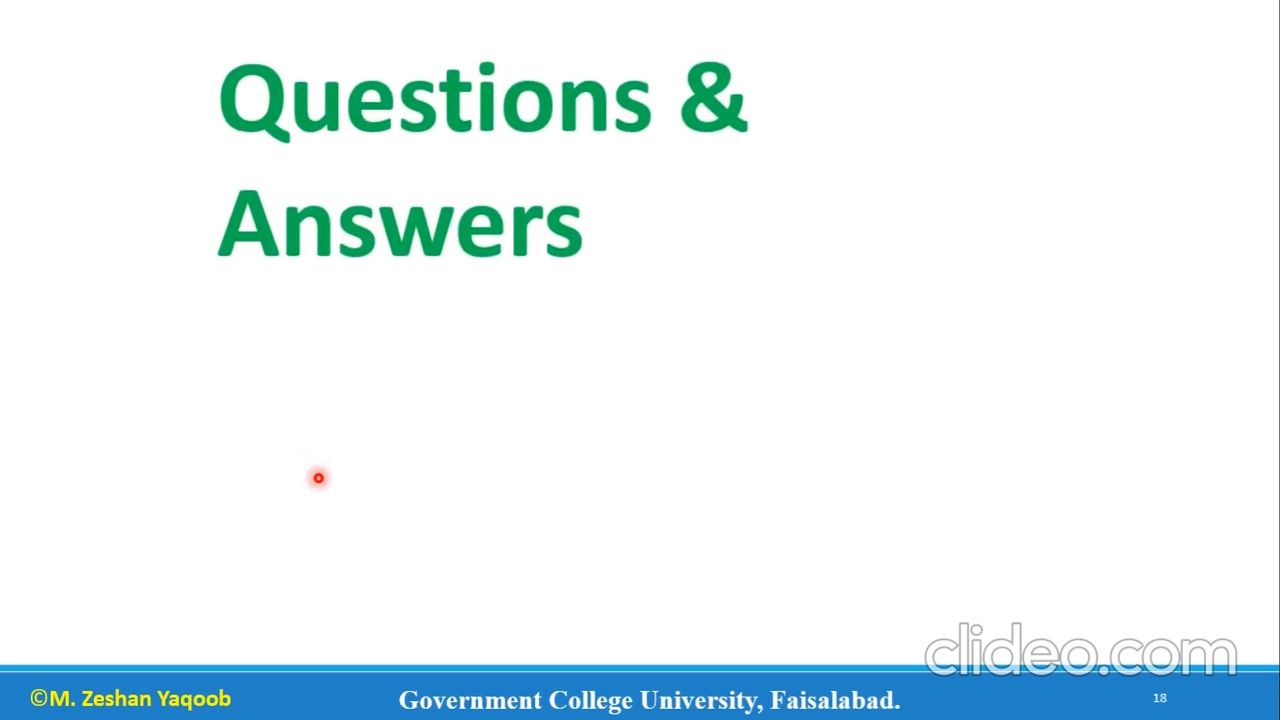 Questions &
Answers
clideo.com
©M. Zeshan Yaqoob
Government College University, Faisalabad.
18